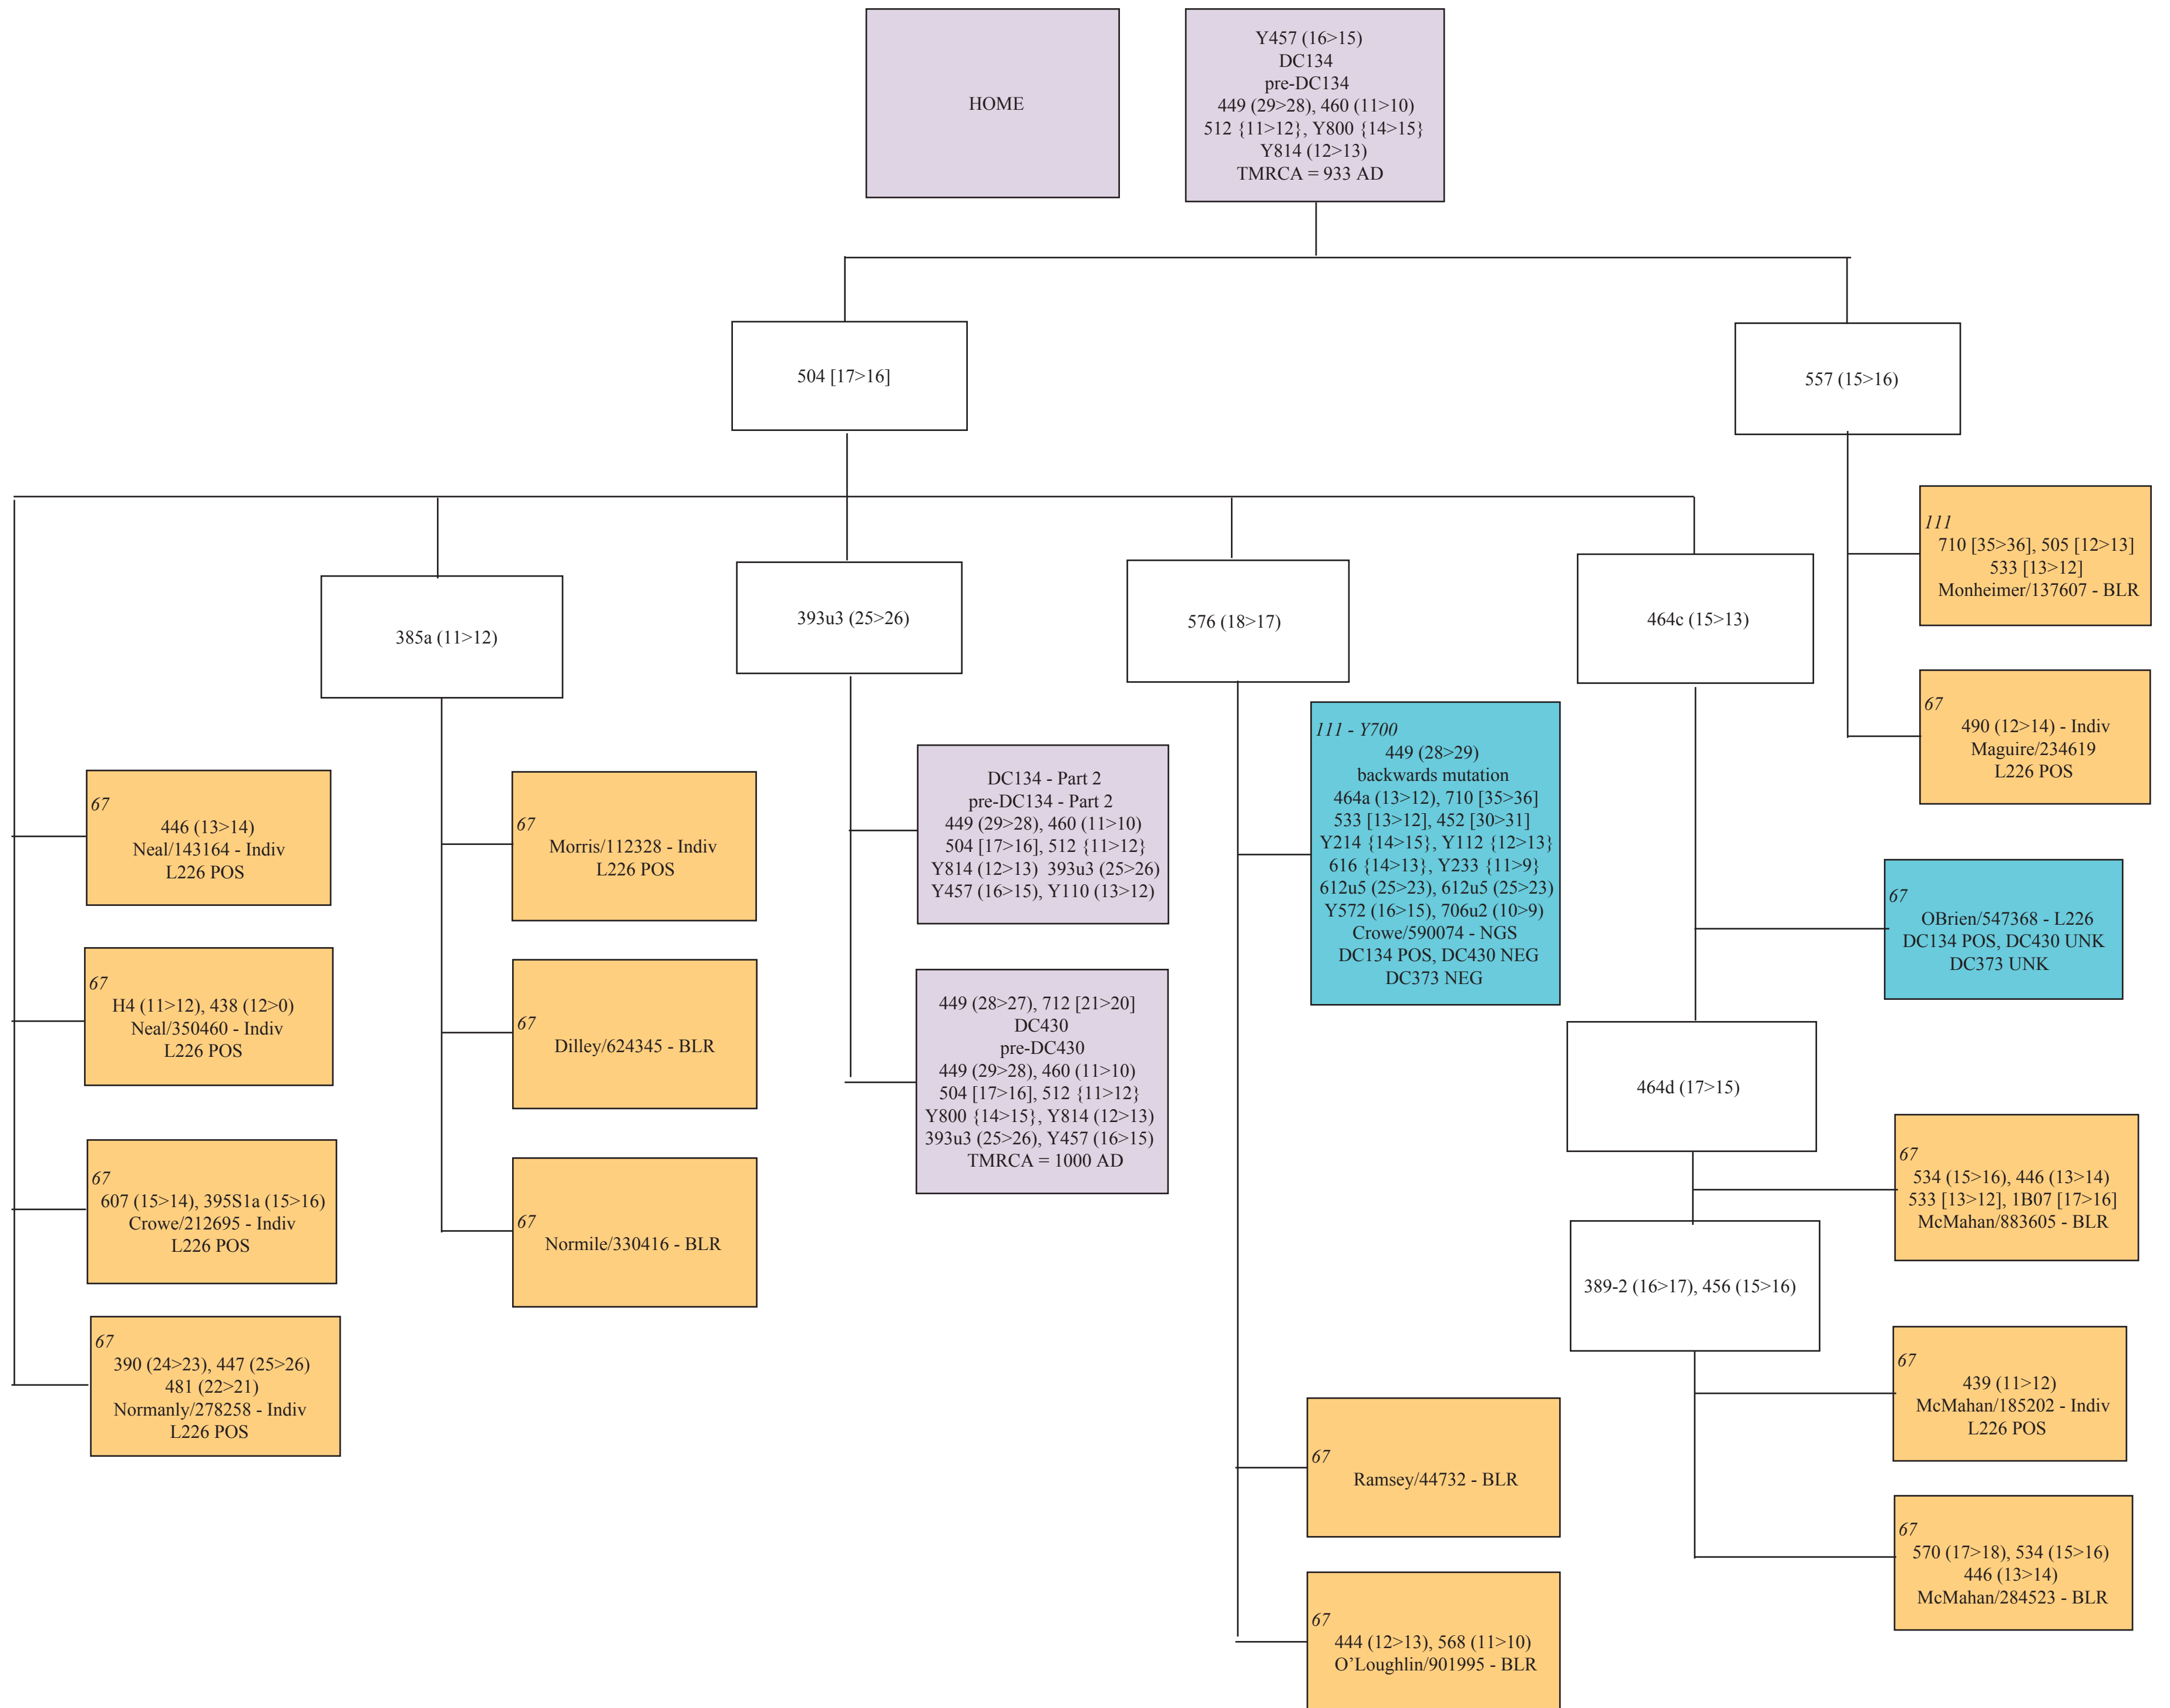 HOME
Y457 (16>15)
DC134
pre-DC134
449 (29>28), 460 (11>10)
512 {11>12}, Y800 {14>15}
Y814 (12>13)
TMRCA = 933 AD
504 [17>16]
557 (15>16)
111
710 [35>36], 505 [12>13]
533 [13>12]
Monheimer/137607 - BLR
67
490 (12>14) - Indiv
Maguire/234619
L226 POS
385a (11>12)
393u3 (25>26)
576 (18>17)
464c (15>13)
67
446 (13>14)
Neal/143164 - Indiv
L226 POS
67
H4 (11>12), 438 (12>0)
Neal/350460 - Indiv
L226 POS
67
607 (15>14), 395S1a (15>16)
Crowe/212695 - Indiv
L226 POS
67
390 (24>23), 447 (25>26)
481 (22>21)
Normanly/278258 - Indiv
L226 POS
67
Morris/112328 - Indiv
L226 POS
67
Dilley/624345 - BLR
67
Normile/330416 - BLR
DC134 - Part 2
pre-DC134 - Part 2
449 (29>28), 460 (11>10)
504 [17>16], 512 {11>12}
Y814 (12>13)  393u3 (25>26)
Y457 (16>15), Y110 (13>12)
449 (28>27), 712 [21>20]
DC430
pre-DC430
449 (29>28), 460 (11>10)
504 [17>16], 512 {11>12}
Y800 {14>15}, Y814 (12>13)
393u3 (25>26), Y457 (16>15)
TMRCA = 1000 AD
111 - Y700
449 (28>29)
backwards mutation
464a (13>12), 710 [35>36]
533 [13>12], 452 [30>31]
Y214 {14>15}, Y112 {12>13}
616 {14>13}, Y233 {11>9}
612u5 (25>23), 612u5 (25>23)
Y572 (16>15), 706u2 (10>9)
Crowe/590074 - NGS
DC134 POS, DC430 NEG
DC373 NEG
67
Ramsey/44732 - BLR
67
444 (12>13), 568 (11>10)
O’Loughlin/901995 - BLR
67
OBrien/547368 - L226
DC134 POS, DC430 UNK
DC373 UNK
464d (17>15)
67
534 (15>16), 446 (13>14)
533 [13>12], 1B07 [17>16]
McMahan/883605 - BLR
389-2 (16>17), 456 (15>16)
67
439 (11>12)
McMahan/185202 - Indiv
L226 POS
67
570 (17>18), 534 (15>16)
446 (13>14)
McMahan/284523 - BLR